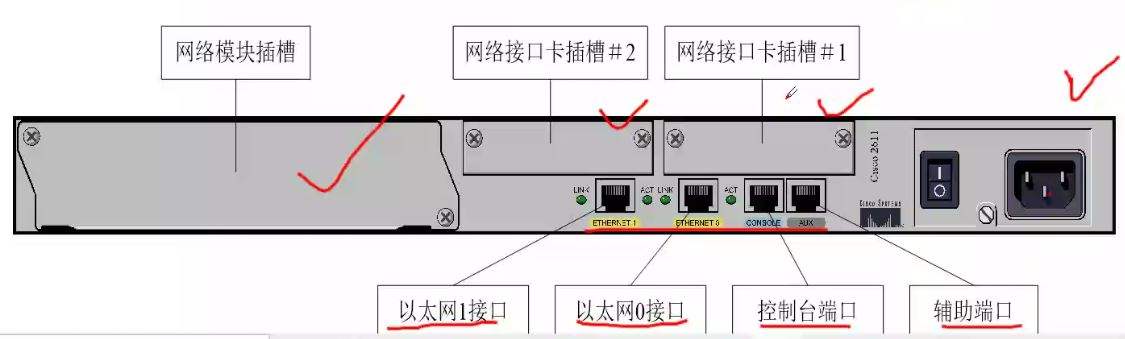 网络模块插槽
网络接口卡插�#2
网络接口卡插槽#1
Cisco 2611
LINK
ACT
LINK
ACT
ETHERNET 1
ETHERNET 0
CONSOLE
AUX
CISCO SYSTEMS
以太网1接口
以太网0接口
控制台端口
辅助端口